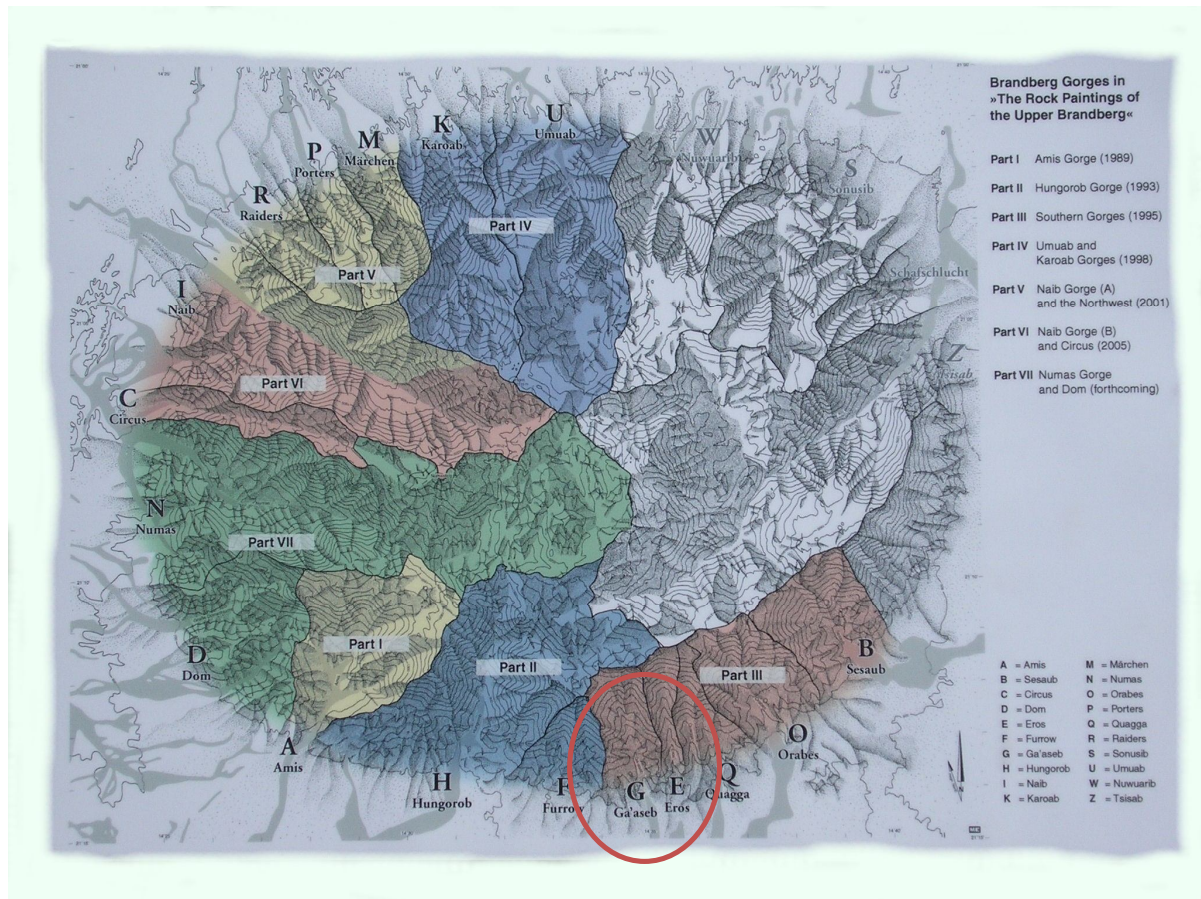 Brandberg Gorges in
»The Rock Paintings of
the Upper Brandberg«
Part I Amis Gorge (1989)
Part II Hungorob Gorge (1993)
Part III Southern Gorges (1995)
Part IV Umuab and
Karoab Gorges (1998)
Part V Naib Gorge (A)
and the Northwest (2001)
Part VI Naib Gorge (B)
and Circus (2005)
Part VII Numas Gorge
and Dom (forthcoming)
U
Umuab
K
Karoab
M
Märchen
P
Porters
R
Raiders
W
Nuwuarib
S
Sonusib
Part IV
Part V
I
Naib
Schafschlucht
Z
Part VI
C
Circus
N
Numas
Part VII
Part I
Part II
Part III
D
Dom
B
Sesaub
A
Amis
H
Hungorob
F
Furrow
G
Ga'aseb
E
Eros
Q
Quagga
O
Orabes
A = Amis
B = Sesaub
C = Circus
D = Dom
E = Eros
F = Furrow
G = Ga'aseb
H = Hungorob
I = Naib
K = Karoab
M = Märchen
N = Numas
O = Orabes
P = Porters
Q = Quagga
R = Raiders
S = Sonusib
U = Umuab
W = Nuwuarib
Z = Tsisab